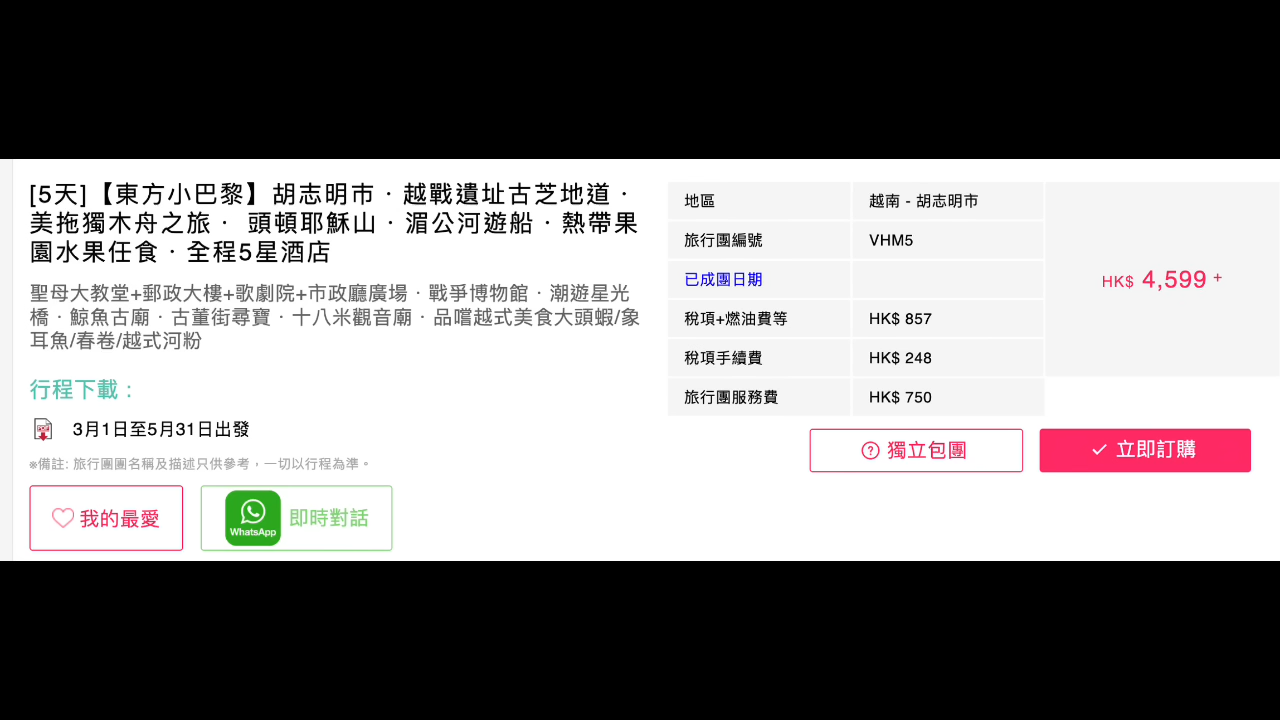 [5天]【東方小巴黎】胡志明市．越戰遺址古芝地道．
美拖獨木舟之旅． 頭頓耶穌山．湄公河遊船．熱帶果
園水果任食．全程5星酒店
聖母大教堂+郵政大樓+歌劇院+市政廳廣場．戰爭博物館．潮遊星光
橋．鯨魚古廟．古董街尋寶．十八米觀音廟．品嚐越式美食大頭蝦/象
耳魚/春卷/越式河粉
行程下載 :
3月1日至5月31日出發
※備註: 旅行團團名稱及描述只供參考，一切以行程為準。
我的最愛
WhatsApp
即時對話
地區 越南 - 胡志明市
旅行團編號 VHM5
已成團日期
稅項+燃油費等 HK$ 857
稅項手續費 HK$ 248
旅行團服務費 HK$ 750
HK$ 4,599 +
獨立包團
立即訂購